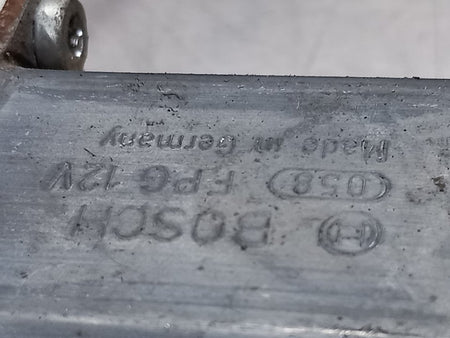 BOSCH
058 FPG 12V
Made in Germany